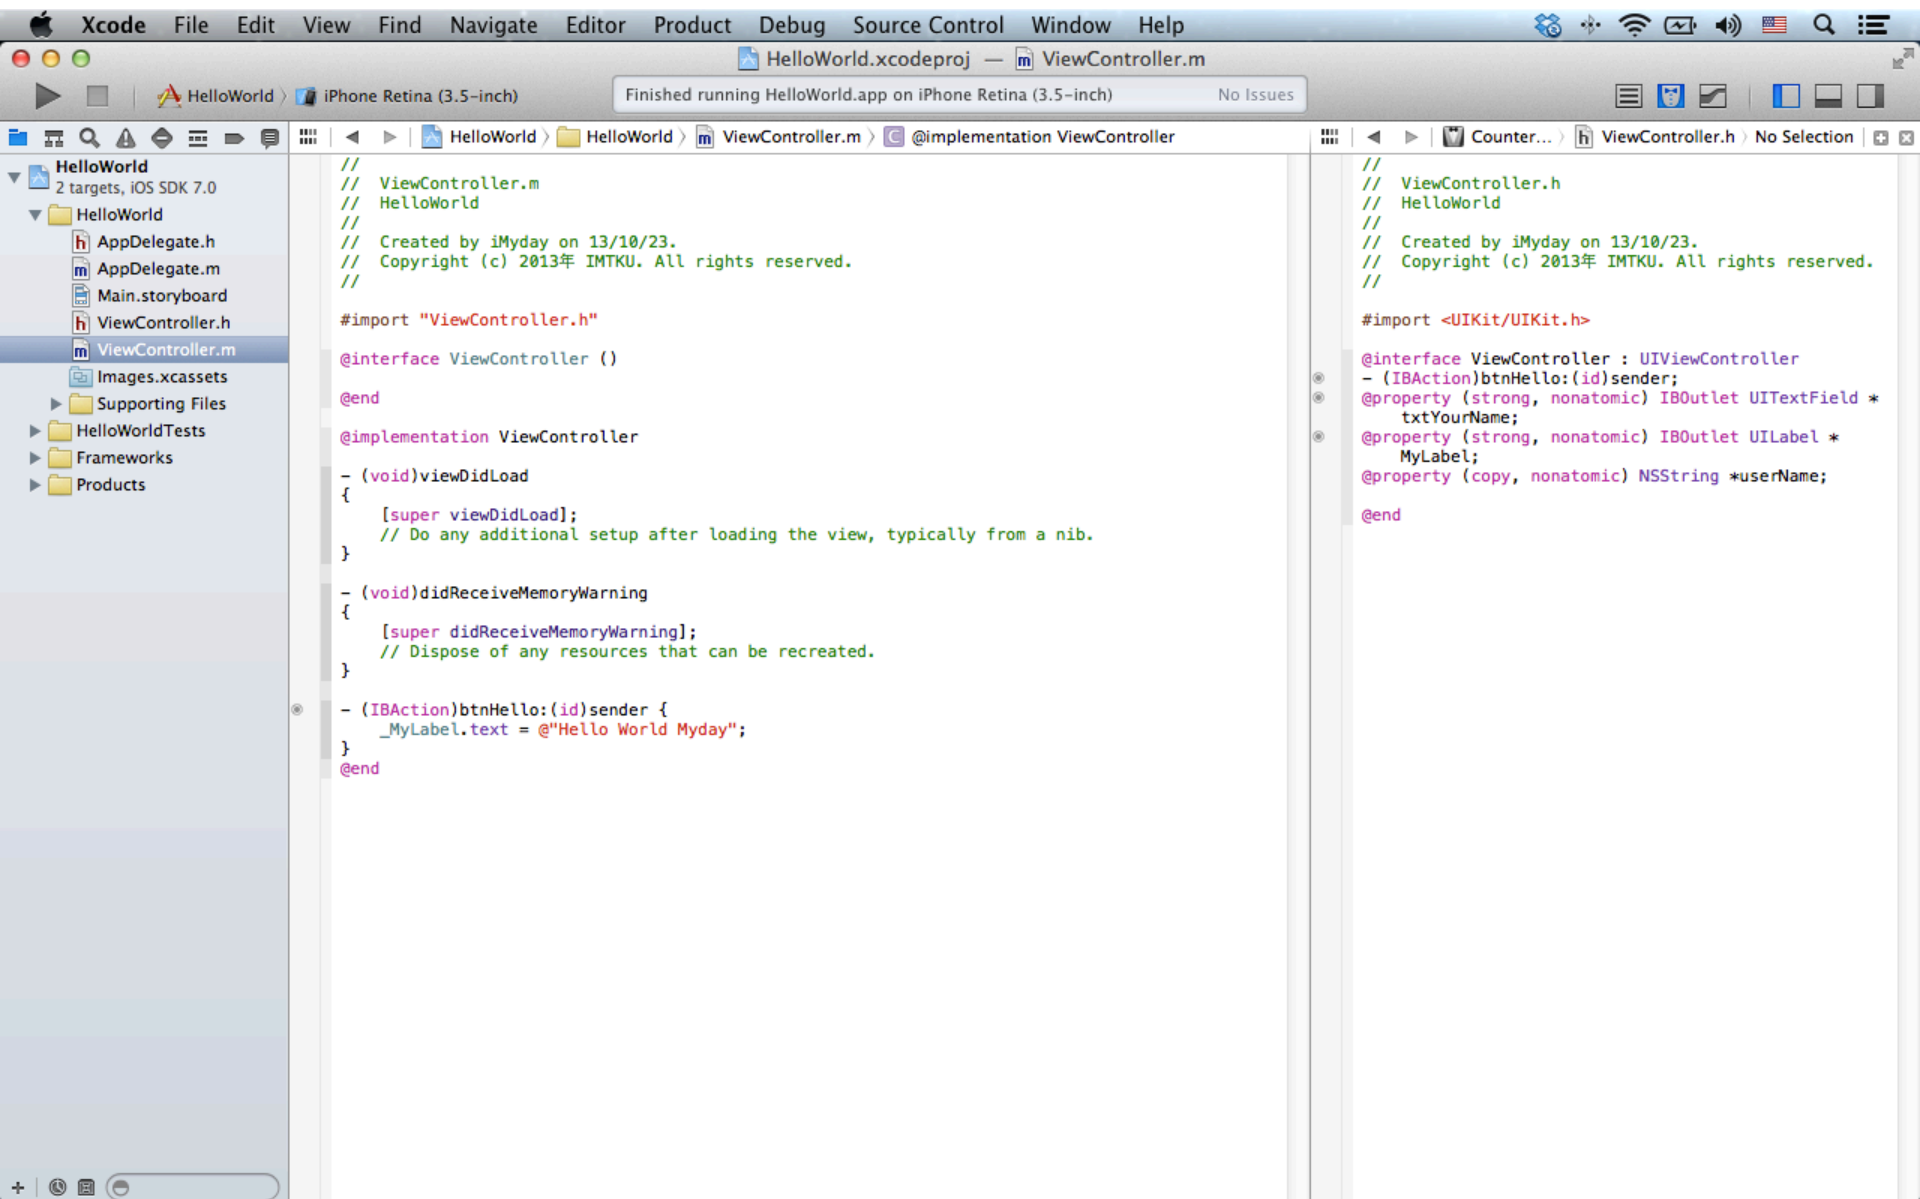 Xcode File Edit View Find Navigate Editor Product Debug Source Control Window Help
HelloWorld.xcodeproj — ViewController.m
HelloWorld iPhone Retina (3.5-inch)
Finished running HelloWorld.app on iPhone Retina (3.5-inch) No Issues
HelloWorld HelloWorld ViewController.m @implementation ViewController
Counter... ViewController.h No Selection
HelloWorld
2 targets, iOS SDK 7.0
HelloWorld
AppDelegate.h
AppDelegate.m
Main.storyboard
ViewController.h
ViewController.m
Images.xcassets
Supporting Files
HelloWorldTests
Frameworks
Products
//
// ViewController.m
// HelloWorld
//
// Created by iMyday on 13/10/23.
// Copyright (c) 2013年 IMTKU. All rights reserved.
//
#import "ViewController.h"
@interface ViewController ()
@end
@implementation ViewController
- (void)viewDidLoad
{
[super viewDidLoad];
// Do any additional setup after loading the view, typically from a nib.
}
- (void)didReceiveMemoryWarning
{
[super didReceiveMemoryWarning];
// Dispose of any resources that can be recreated.
}
- (IBAction)btnHello:(id)sender {
_MyLabel.text = @"Hello World Myday";
}
@end
//
// ViewController.h
// HelloWorld
//
// Created by iMyday on 13/10/23.
// Copyright (c) 2013年 IMTKU. All rights reserved.
//
#import <UIKit/UIKit.h>
@interface ViewController : UIViewController
- (IBAction)btnHello:(id)sender;
@property (strong, nonatomic) IBOutlet UITextField *
txtYourName;
@property (strong, nonatomic) IBOutlet UILabel *
MyLabel;
@property (copy, nonatomic) NSString *userName;
@end